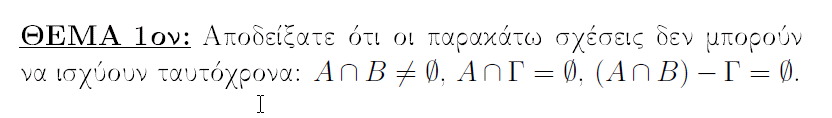 ΘΕΜΑ 1ον: Αποδείξατε ότι οι παρακάτω σχέσεις δεν μπορούν
να ισχύουν ταυτόχρονα: A ∩ B ≠ ∅, A ∩ Γ = ∅, (A ∩ B) − Γ = ∅.